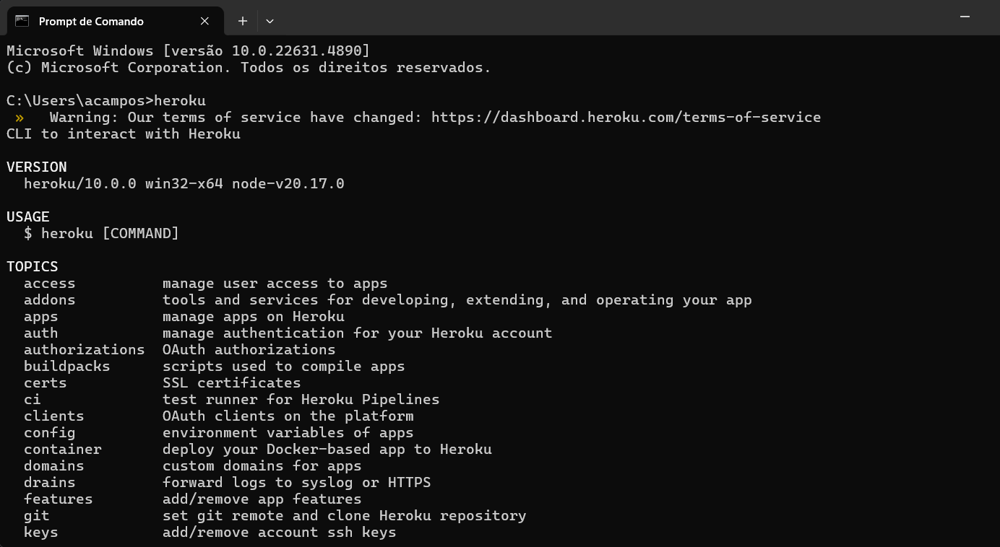 Prompt de Comando
Microsoft Windows [versão 10.0.22631.4890]
(c) Microsoft Corporation. Todos os direitos reservados.
C:\Users\acampos>heroku
»   Warning: Our terms of service have changed: https://dashboard.heroku.com/terms-of-service
CLI to interact with Heroku
VERSION
heroku/10.0.0 win32-x64 node-v20.17.0
USAGE
$ heroku [COMMAND]
TOPICS
access          manage user access to apps
addons          tools and services for developing, extending, and operating your app
apps            manage apps on Heroku
auth            manage authentication for your Heroku account
authorizations  OAuth authorizations
buildpacks      scripts used to compile apps
certs           SSL certificates
ci              test runner for Heroku Pipelines
clients         OAuth clients on the platform
config          environment variables of apps
container       deploy your Docker-based app to Heroku
domains         custom domains for apps
drains          forward logs to syslog or HTTPS
features        add/remove app features
git             set git remote and clone Heroku repository
keys            add/remove account ssh keys